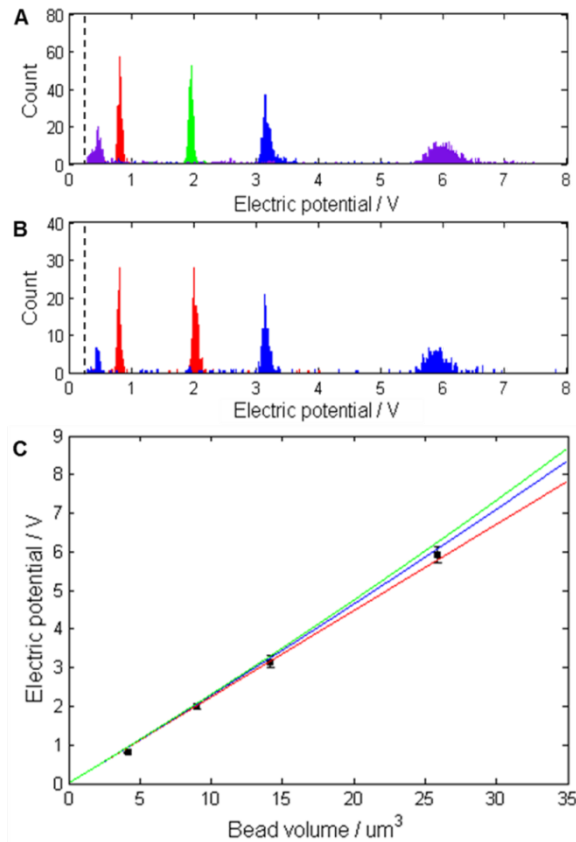 A
80
60
40
20
0
Count
0 1 2 3 4 5 6 7 8
Electric potential / V
B
40
30
20
10
0
Count
0 1 2 3 4 5 6 7 8
Electric potential / V
C
9
8
7
6
5
4
3
2
1
0
Electric potential / V
0 5 10 15 20 25 30 35
Bead volume / um³